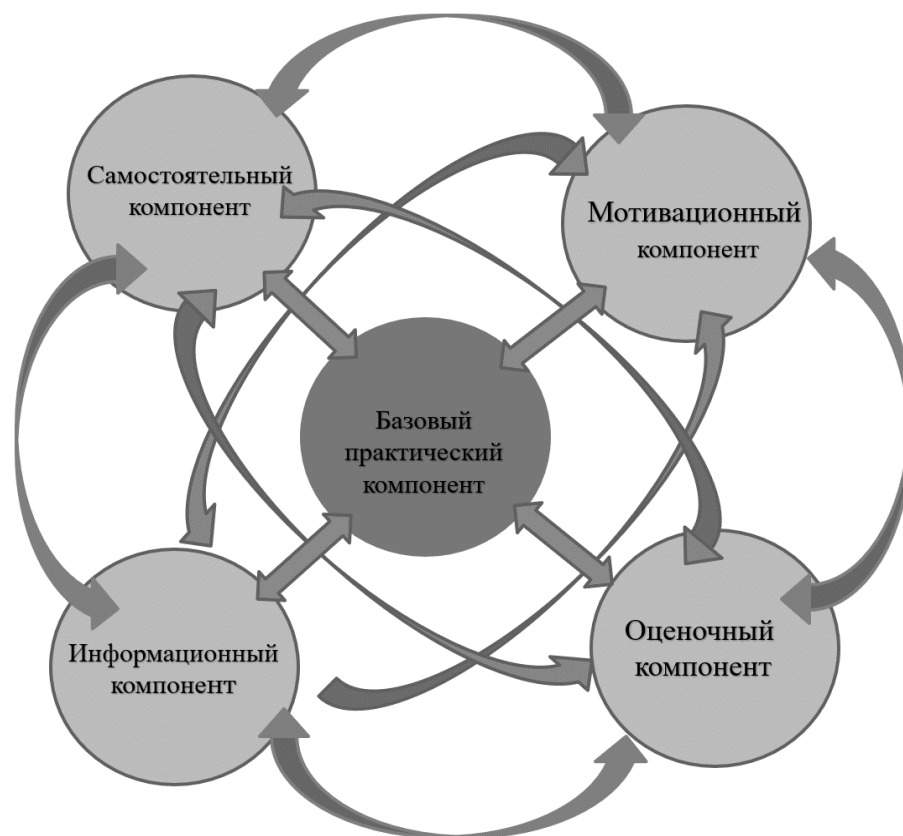 Самостоятельный
компонент
Мотивационный
компонент
Базовый
практический
компонент
Информационный
компонент
Оценочный
компонент